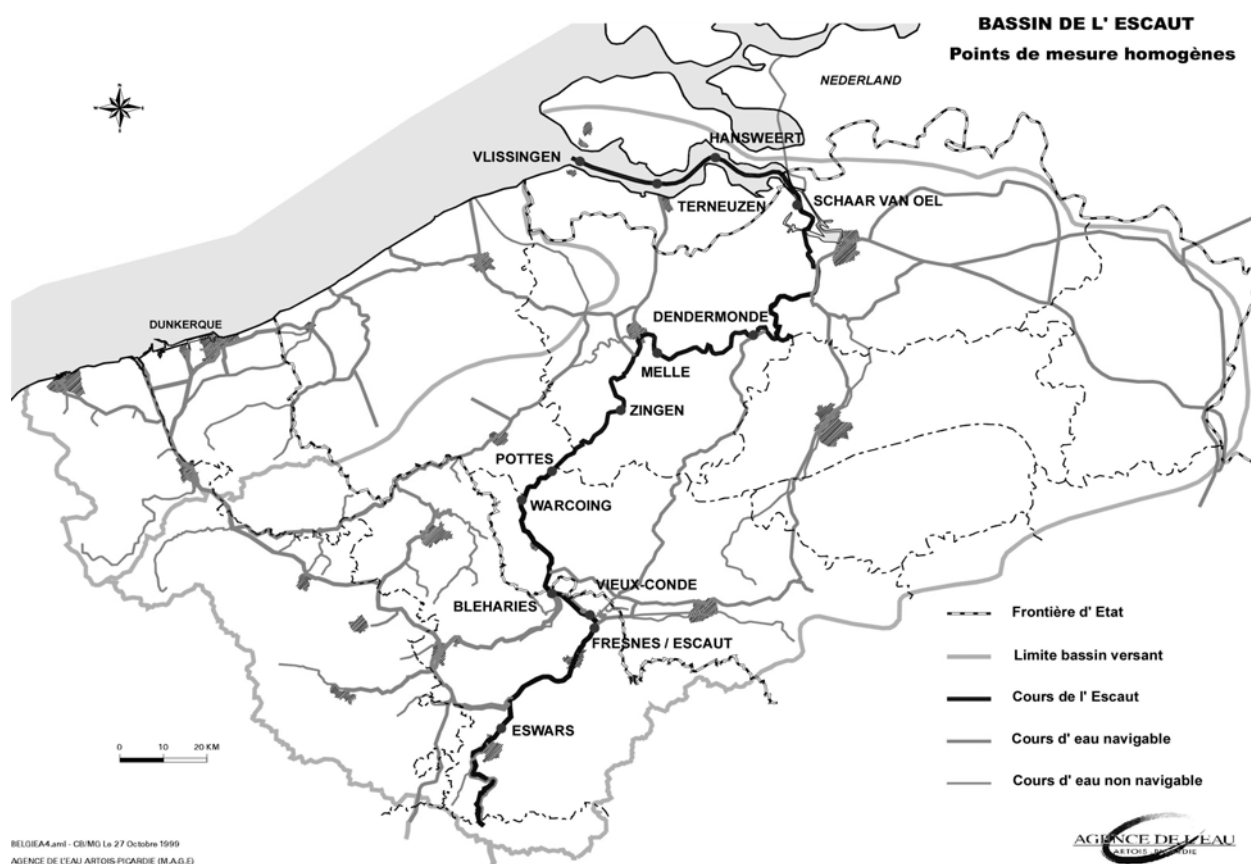 BASSIN DE L' ESCAUT
Points de mesure homogènes
NEDERLAND
HANSWEERT
VLISSINGEN
TERNEUZEN
SCHAAR VAN OEL
DENDERMONDE
DUNKERQUE
MELLE
ZINGEN
POTTES
WARCOING
VIEUX-CONDE
BLEHARIES
FRESNES / ESCAUT
ESWARS
Frontière d' Etat
Limite bassin versant
Cours de l' Escaut
Cours d' eau navigable
Cours d' eau non navigable
0 10 20 KM
BELGIEA4.aml - CB/MG Le 27 Octobre 1999
AGENCE DE L'EAU ARTOIS-PICARDIE (M.A.G.E)
AGENCE DE L'EAU
ARTOIS - PICARDIE